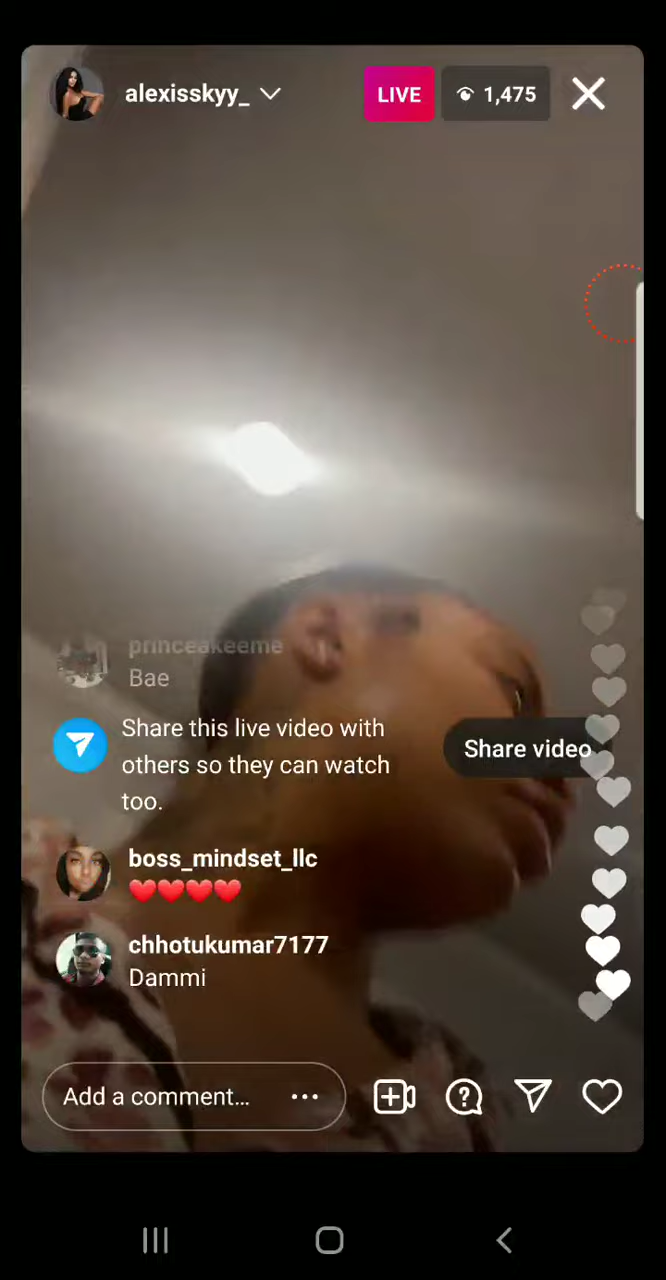 alexisskyy_
LIVE
1,475
princeakeeme
Bae
Share this live video with
others so they can watch
too.
Share video
boss_mindset_llc
chhotukumar7177
Dammi
Add a comment...